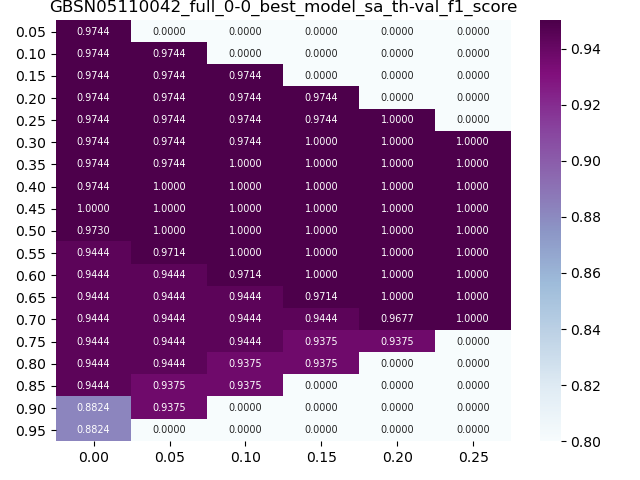 GBSN05110042_full_0-0_best_model_sa_th-val_f1_score
0.05 0.9744 0.0000 0.0000 0.0000 0.0000 0.0000
0.10 0.9744 0.9744 0.0000 0.0000 0.0000 0.0000
0.15 0.9744 0.9744 0.9744 0.0000 0.0000 0.0000
0.20 0.9744 0.9744 0.9744 0.9744 0.0000 0.0000
0.25 0.9744 0.9744 0.9744 0.9744 1.0000 0.0000
0.30 0.9744 0.9744 0.9744 1.0000 1.0000 1.0000
0.35 0.9744 0.9744 1.0000 1.0000 1.0000 1.0000
0.40 0.9744 1.0000 1.0000 1.0000 1.0000 1.0000
0.45 1.0000 1.0000 1.0000 1.0000 1.0000 1.0000
0.50 0.9730 1.0000 1.0000 1.0000 1.0000 1.0000
0.55 0.9444 0.9714 1.0000 1.0000 1.0000 1.0000
0.60 0.9444 0.9444 0.9714 1.0000 1.0000 1.0000
0.65 0.9444 0.9444 0.9444 0.9714 1.0000 1.0000
0.70 0.9444 0.9444 0.9444 0.9444 0.9677 1.0000
0.75 0.9444 0.9444 0.9444 0.9375 0.9375 0.0000
0.80 0.9444 0.9444 0.9375 0.9375 0.0000 0.0000
0.85 0.9444 0.9375 0.9375 0.0000 0.0000 0.0000
0.90 0.8824 0.9375 0.0000 0.0000 0.0000 0.0000
0.95 0.8824 0.0000 0.0000 0.0000 0.0000 0.0000
0.00 0.05 0.10 0.15 0.20 0.25
0.94
0.92
0.90
0.88
0.86
0.84
0.82
0.80